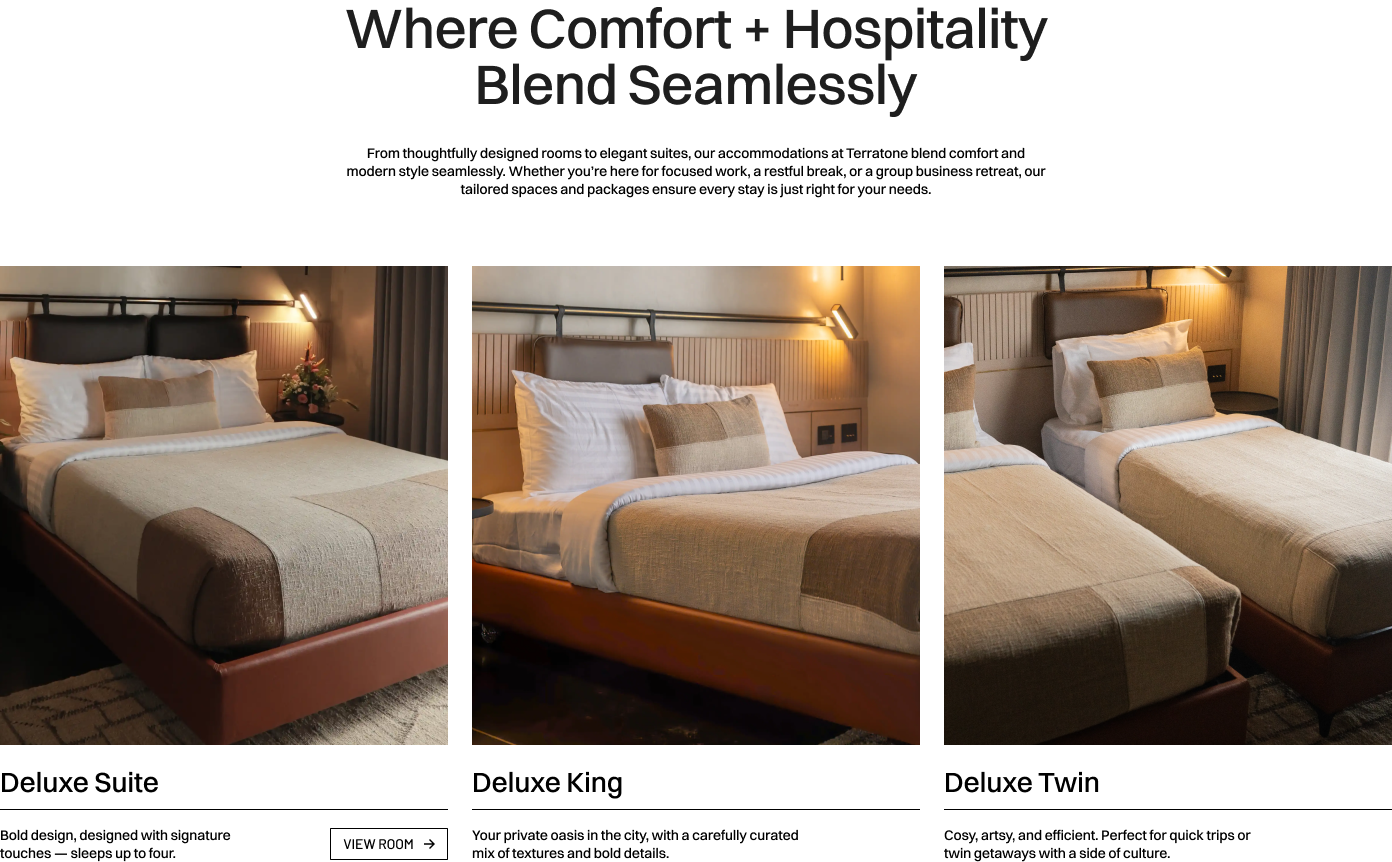 Where Comfort + Hospitality
Blend Seamlessly
From thoughtfully designed rooms to elegant suites, our accommodations at Terratone blend comfort and
modern style seamlessly. Whether you’re here for focused work, a restful break, or a group business retreat, our
tailored spaces and packages ensure every stay is just right for your needs.
Deluxe Suite
Bold design, designed with signature
touches — sleeps up to four.
VIEW ROOM →
Deluxe King
Your private oasis in the city, with a carefully curated
mix of textures and bold details.
Deluxe Twin
Cosy, artsy, and efficient. Perfect for quick trips or
twin getaways with a side of culture.